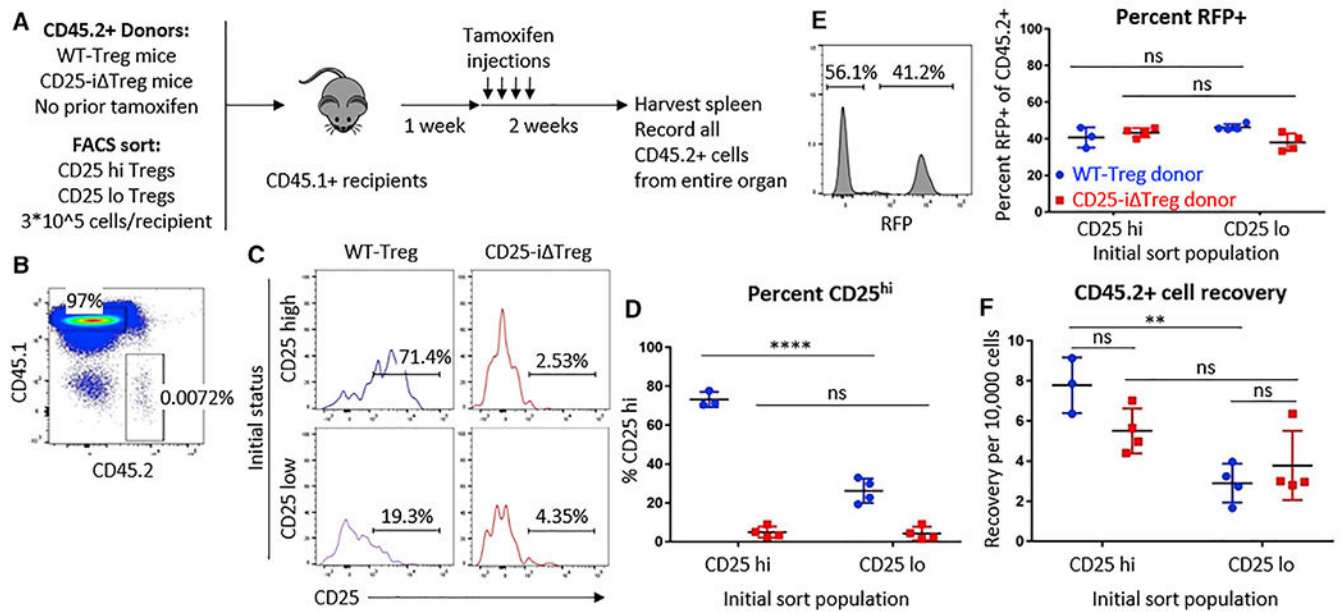 A
CD45.2+ Donors:
WT-Treg mice
CD25-iΔTreg mice
No prior tamoxifen
FACS sort:
CD25 hi Tregs
CD25 lo Tregs
3*10^5 cells/recipient
CD45.1+ recipients
1 week
Tamoxifen
injections
2 weeks
Harvest spleen
Record all
CD45.2+ cells
from entire organ
B
97%
0.0072%
CD45.1
CD45.2
C
WT-Treg
CD25-iΔTreg
Initial status
CD25 high
71.4%
2.53%
CD25 low
19.3%
4.35%
CD25
D
Percent CD25hi
% CD25 hi
100
80
60
40
20
0
****
ns
CD25 hi
CD25 lo
Initial sort population
E
56.1%
41.2%
RFP
Percent RFP+
Percent RFP+ of CD45.2+
100
80
60
40
20
0
ns
ns
WT-Treg donor
CD25-iΔTreg donor
CD25 hi
CD25 lo
Initial sort population
F
CD45.2+ cell recovery
Recovery per 10,000 cells
10
8
6
4
2
0
**
ns
ns
ns
CD25 hi
CD25 lo
Initial sort population